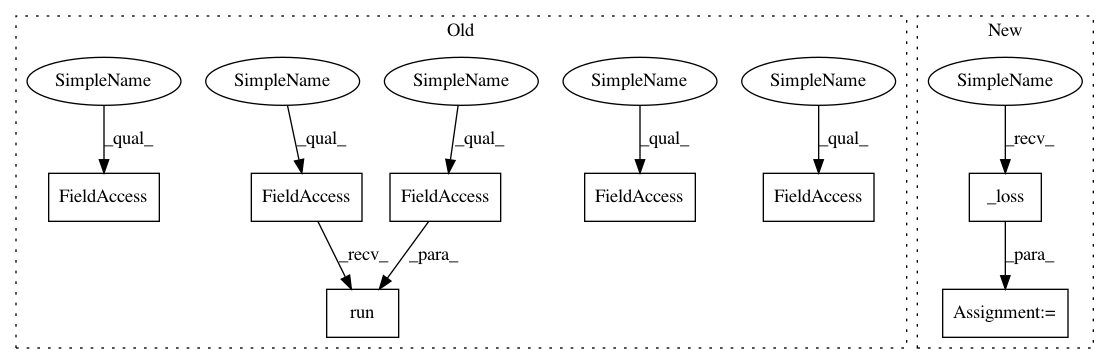 Old
New
SimpleName
SimpleName
SimpleName
SimpleName
SimpleName
SimpleName
_qual_
_qual_
_qual_
_qual_
_qual_
_recv_
FieldAccess
FieldAccess
FieldAccess
FieldAccess
FieldAccess
_loss
_recv_
_para_
_para_
run
Assignment:=